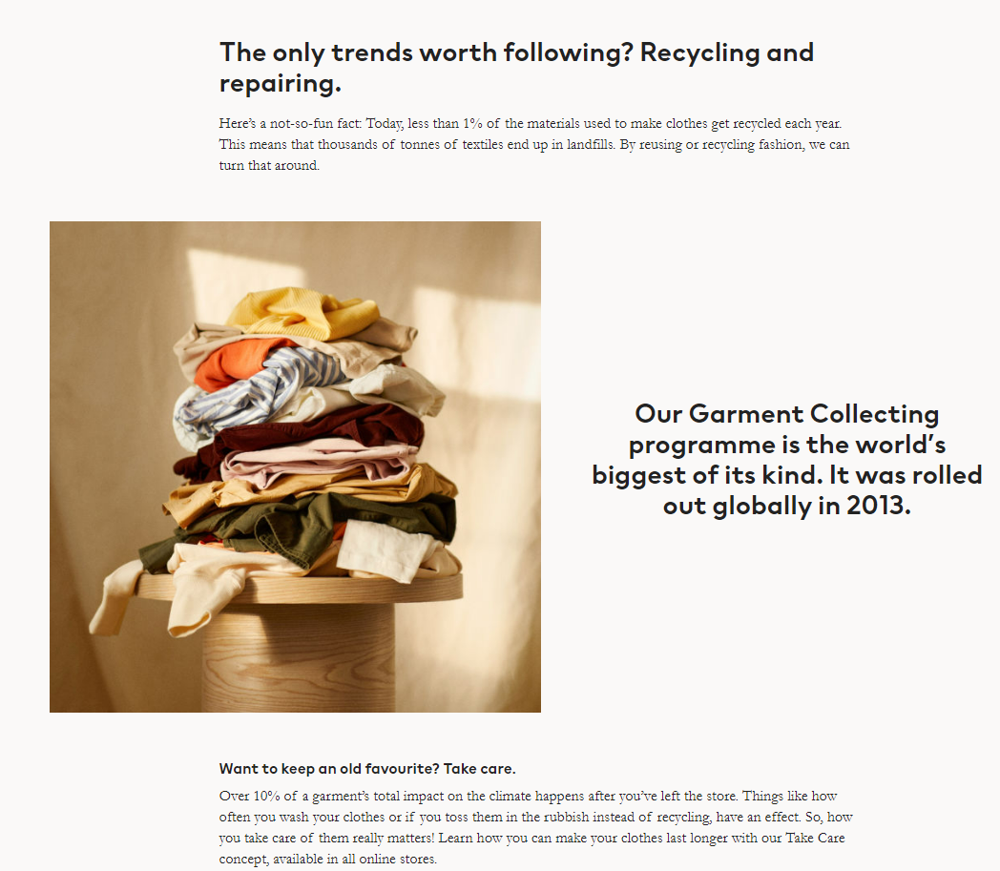 The only trends worth following? Recycling and
repairing.
Here's a not-so-fun fact: Today, less than 1% of the materials used to make clothes get recycled each year.
This means that thousands of tonnes of textiles end up in landfills. By reusing or recycling fashion, we can
turn that around.
Our Garment Collecting
programme is the world's
biggest of its kind. It was rolled
out globally in 2013.
Want to keep an old favourite? Take care.
Over 10% of a garment's total impact on the climate happens after you've left the store. Things like how
often you wash your clothes or if you toss them in the rubbish instead of recycling, have an effect. So, how
you take care of them really matters! Learn how you can make your clothes last longer with our Take Care
concept, available in all online stores.